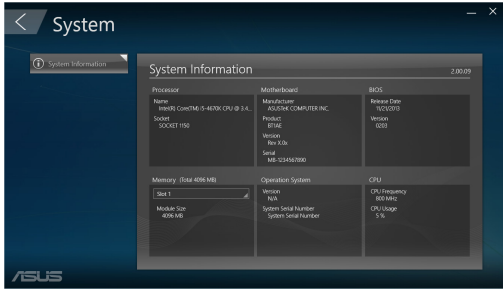 System
System Information
System Information
2.00.09
Processor
Name
Intel(R) Core(TM) i5-4670K CPU @ 3.4...
Socket
SOCKET 1150
Motherboard
Manufacturer
ASUSTeK COMPUTER INC.
Product
BT1AE
Version
Rev X.0x
Serial
MB-1234567890
BIOS
Release Date
11/21/2013
Version
0203
Memory (Total 4096 MB)
Slot 1
Module Size
4096 MB
Operation System
Version
N/A
System Serial Number
System Serial Number
CPU
CPU Frequency
800 MHz
CPU Usage
5 %
ASUS